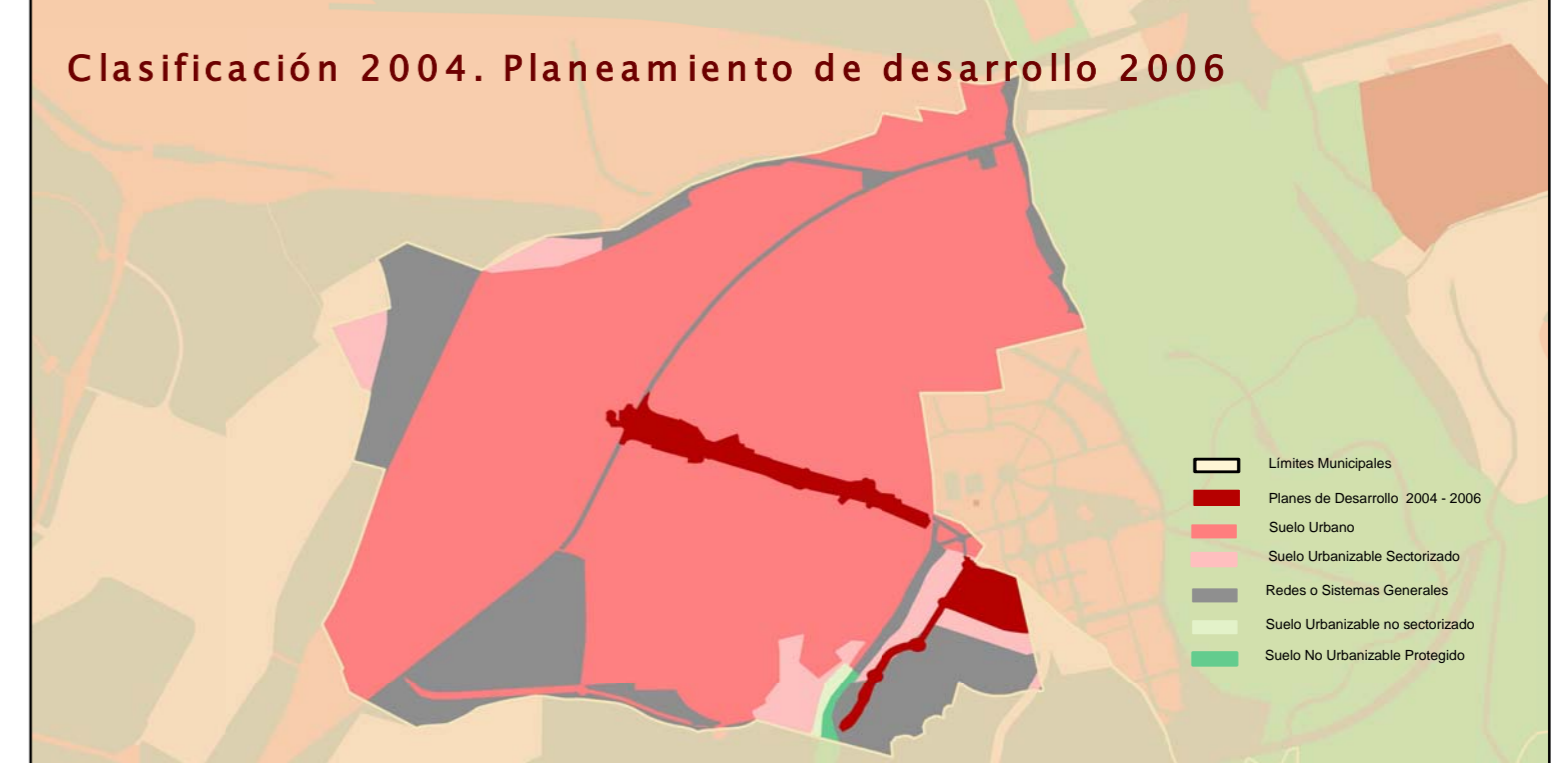 Clasificación 2004. Planeamiento de desarrollo 2006
Límites Municipales
Planes de Desarrollo 2004 - 2006
Suelo Urbano
Suelo Urbanizable Sectorizado
Redes o Sistemas Generales
Suelo Urbanizable no sectorizado
Suelo No Urbanizable Protegido